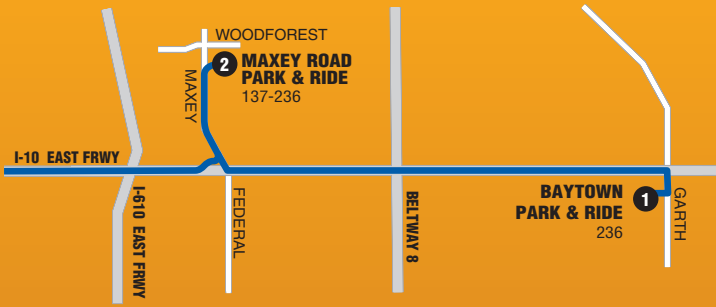 WOODFOREST
2
MAXEY ROAD
PARK & RIDE
137-236
MAXEY
I-10 EAST FRWY
I-610 EAST FRWY
FEDERAL
BELTWAY 8
BAYTOWN
PARK & RIDE
236
1
GARTH